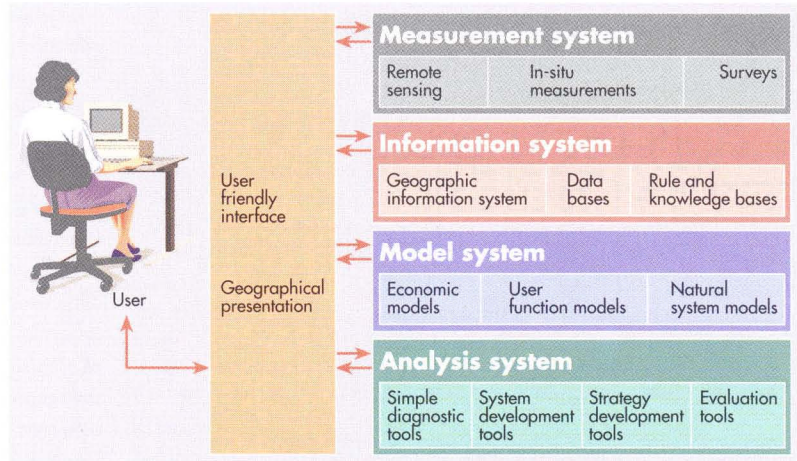 Measurement system
Remote
sensing
In-situ
measurements
Surveys
Information system
Geographic
information system
Data
bases
Rule and
knowledge bases
User
friendly
interface
Geographical
presentation
User
Model system
Economic
models
User
function models
Natural
system models
Analysis system
Simple
diagnostic
tools
System
development
tools
Strategy
development
tools
Evaluation
tools